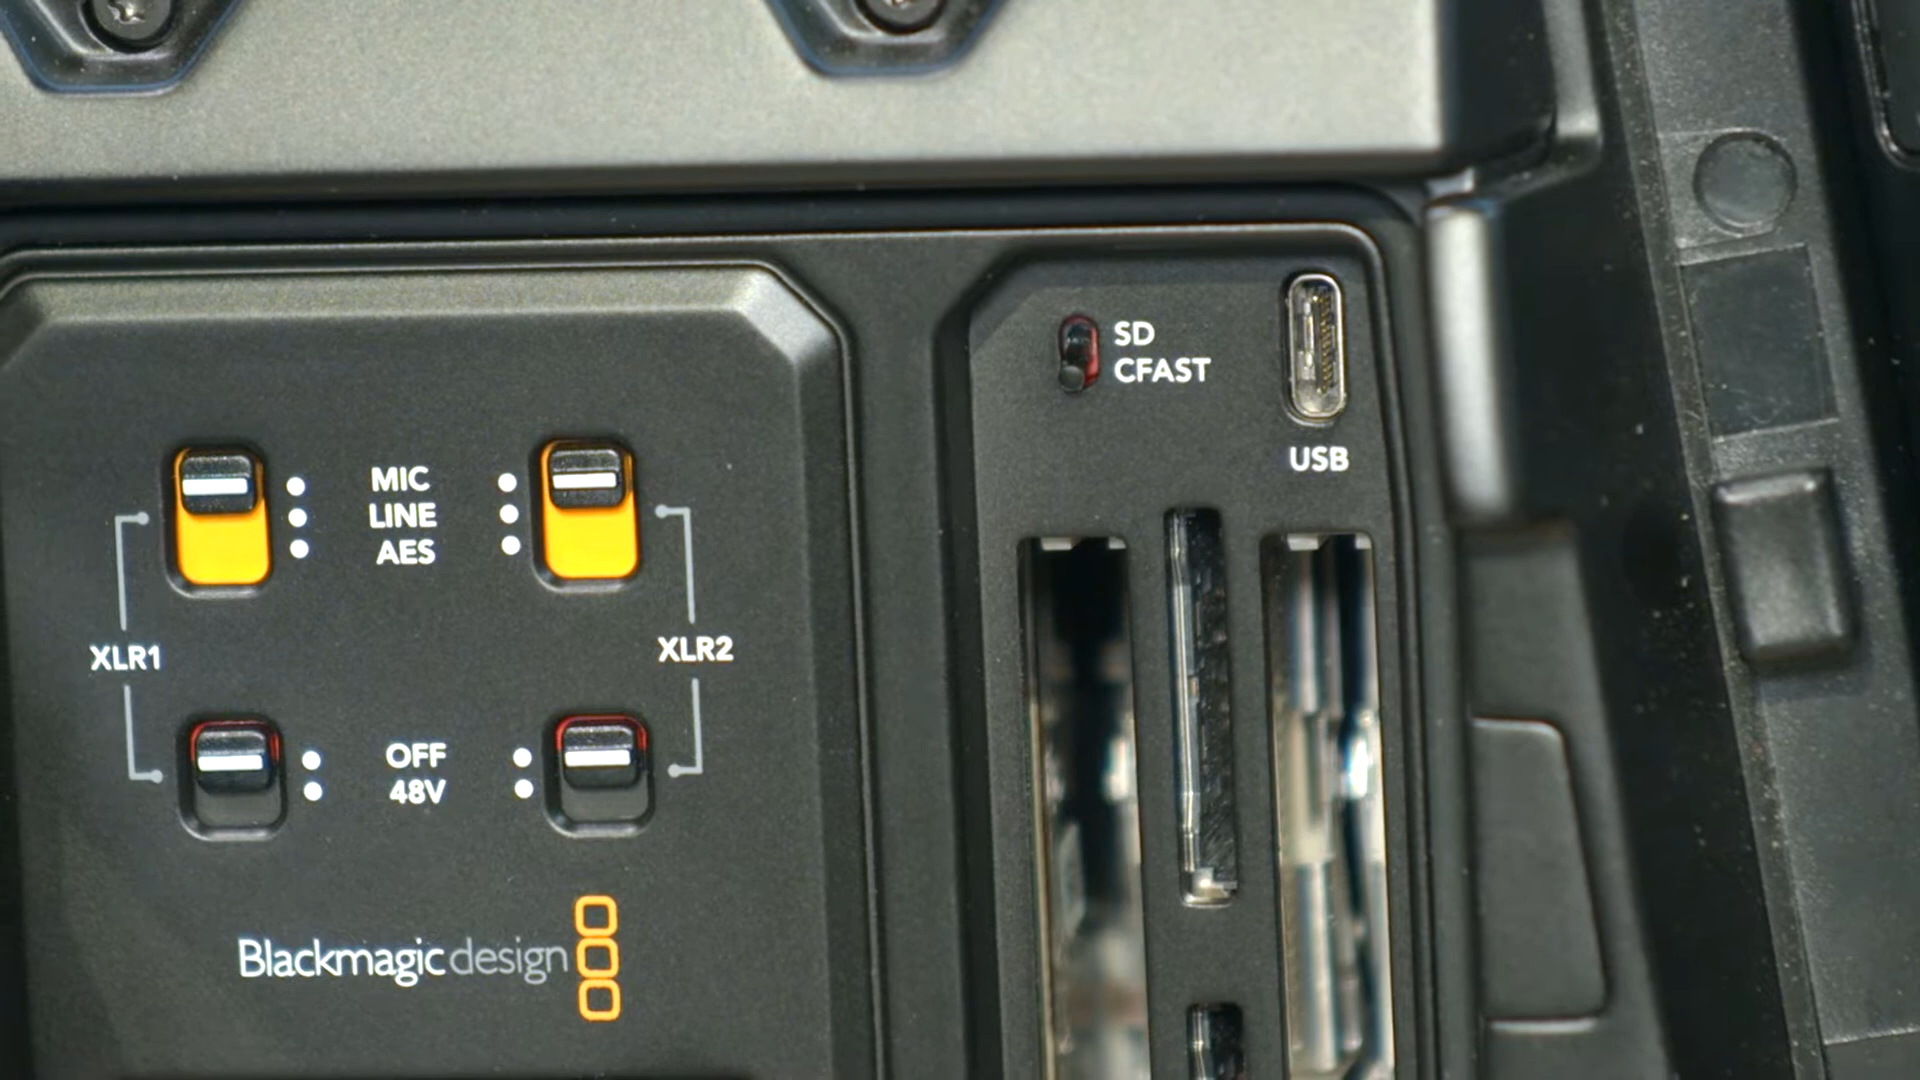 SD
CFAST
USB
MIC
LINE
AES
XLR1
XLR2
OFF
48V
Blackmagicdesign